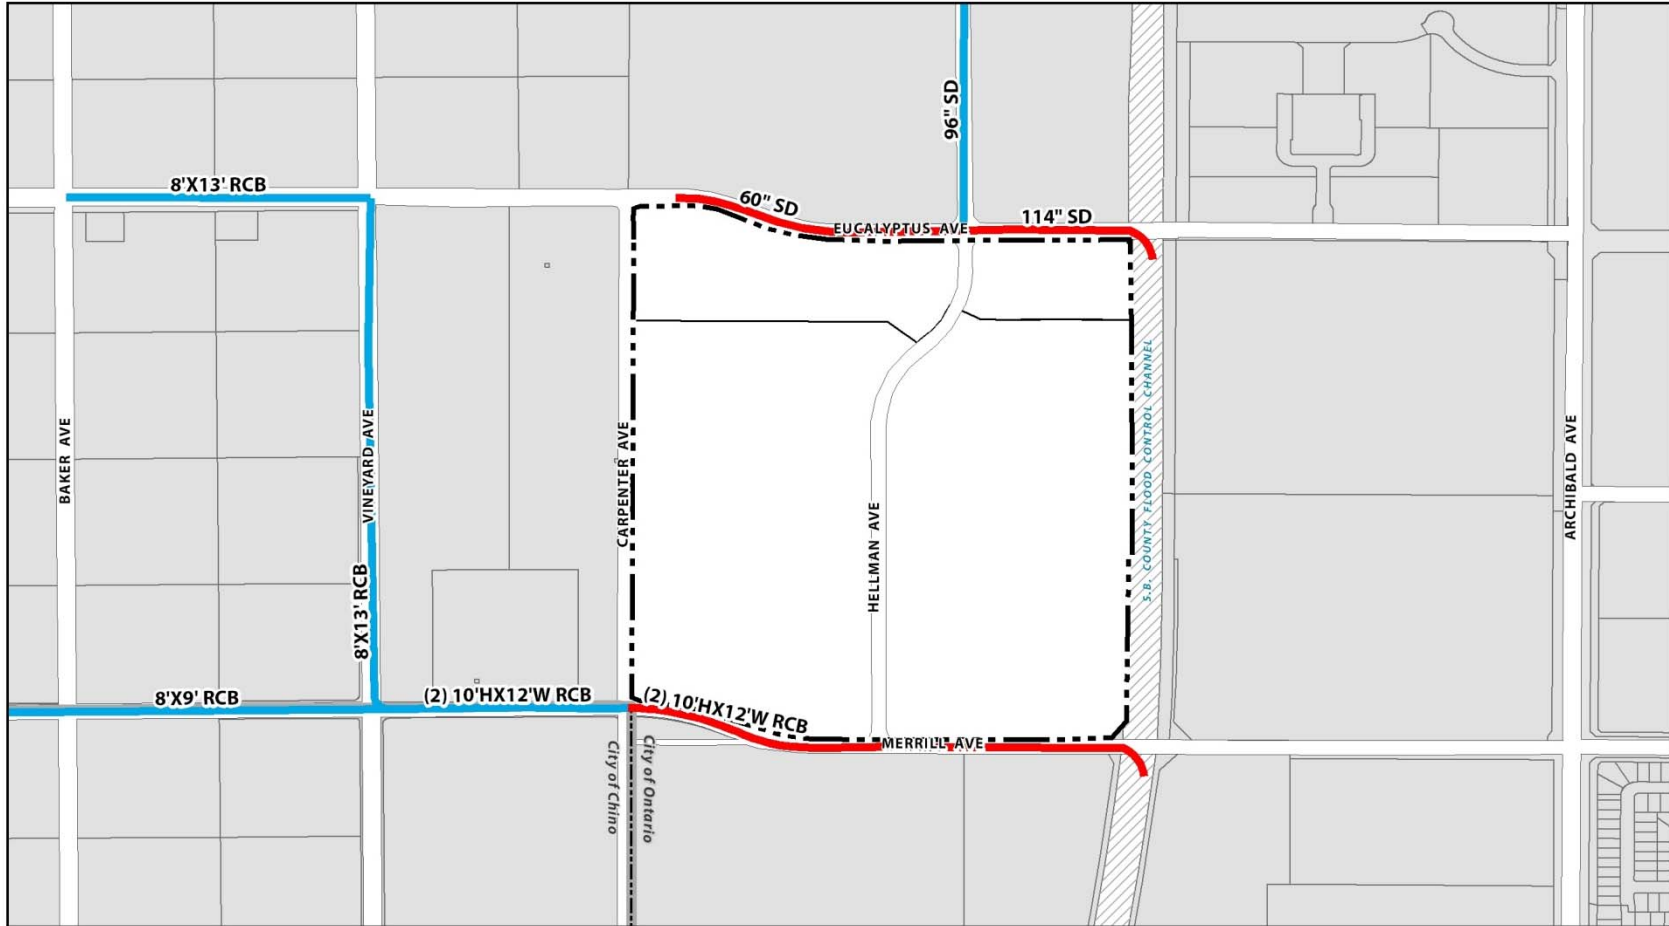 96" SD
8'X13' RCB
60" SD
114" SD
EUCALYPTUS AVE
BAKER AVE
VINEYARD AVE
CARPENTER AVE
HELLMAN AVE
S.B. COUNTY FLOOD CONTROL CHANNEL
ARCHIBALD AVE
8'X13' RCB
8'X9' RCB
(2) 10'HX12'W RCB
(2) 10'HX12'W RCB
MERRILL AVE
City of Chino
City of Ontario